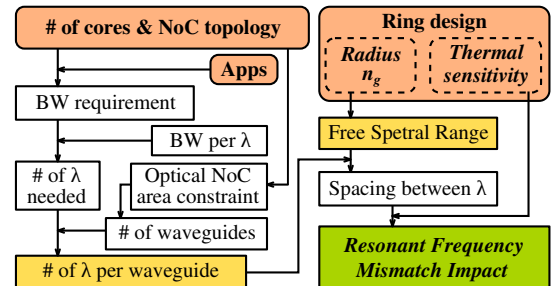 # of cores & NoC topology
Apps
BW requirement
BW per λ
# of λ
needed
Optical NoC
area constraint
# of waveguides
# of λ per waveguide
Ring design
Radius
n_g
Thermal
sensitivity
Free Spetral Range
Spacing between λ
Resonant Frequency
Mismatch Impact